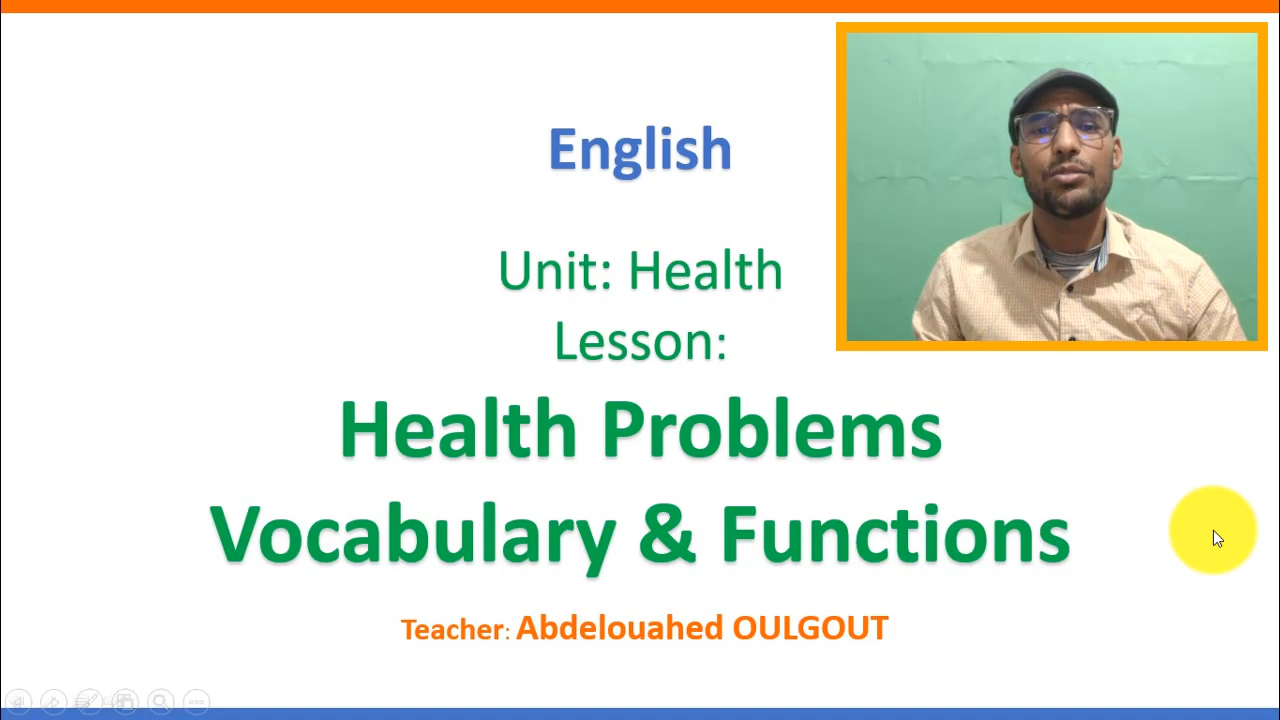 English
Unit: Health
Lesson:
Health Problems
Vocabulary & Functions
Teacher: Abdelouahed OULGOUT